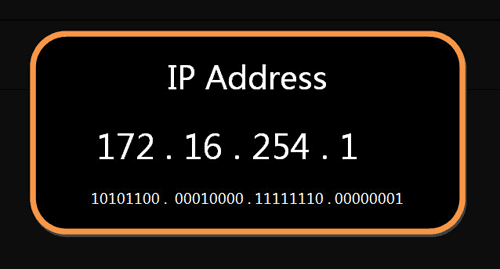 IP Address
172 . 16 . 254 . 1
10101100 . 00010000 . 11111110 . 00000001